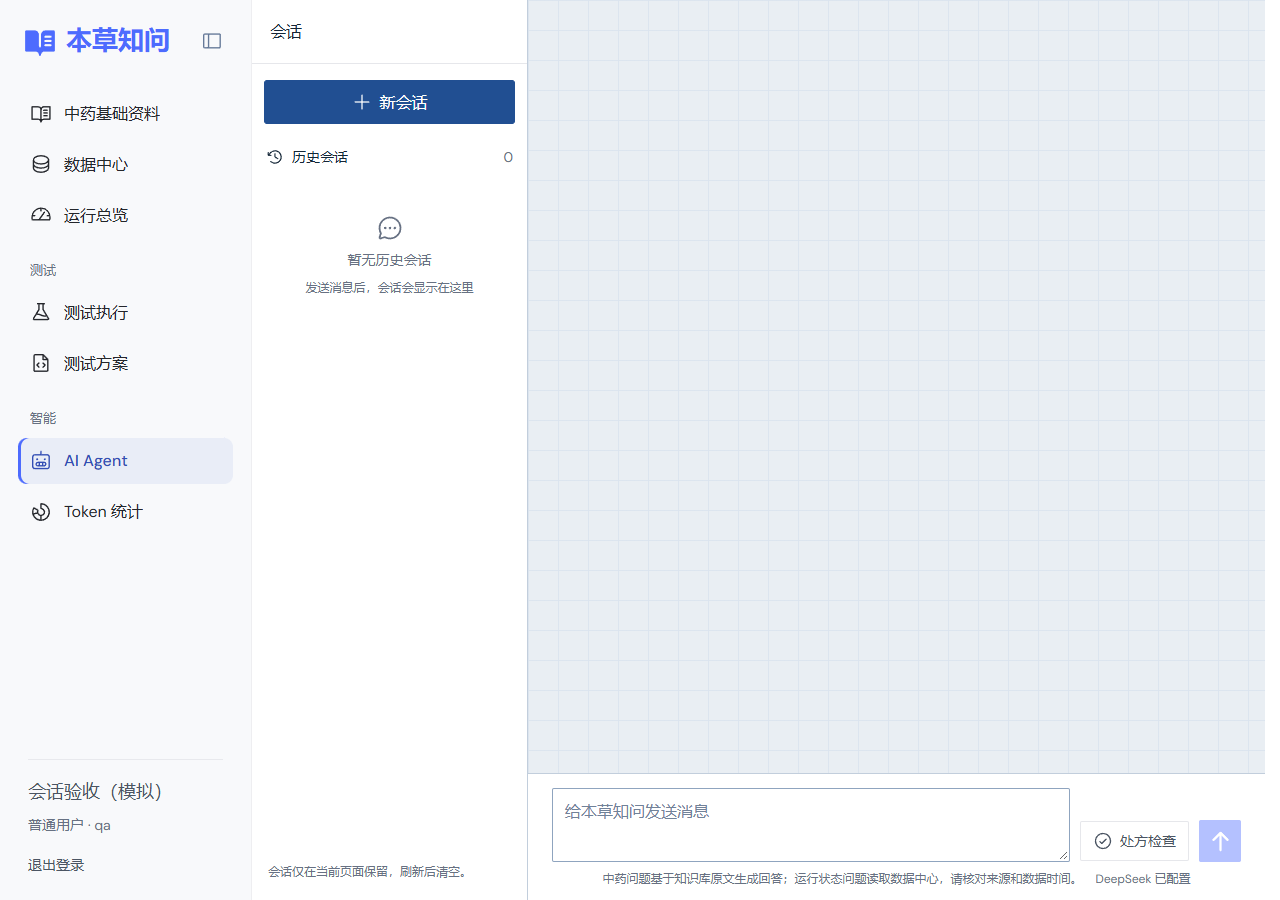 本草知问
中药基础资料
数据中心
运行总览
测试
测试执行
测试方案
智能
AI Agent
Token 统计
会话验收（模拟）
普通用户 · qa
退出登录
会话
新会话
历史会话 0
暂无历史会话
发送消息后，会话会显示在这里
会话仅在当前页面保留，刷新后清空。
给本草知问发送消息
处方检查
中药问题基于知识库原文生成回答；运行状态问题读取数据中心，请核对来源和数据时间。 DeepSeek 已配置